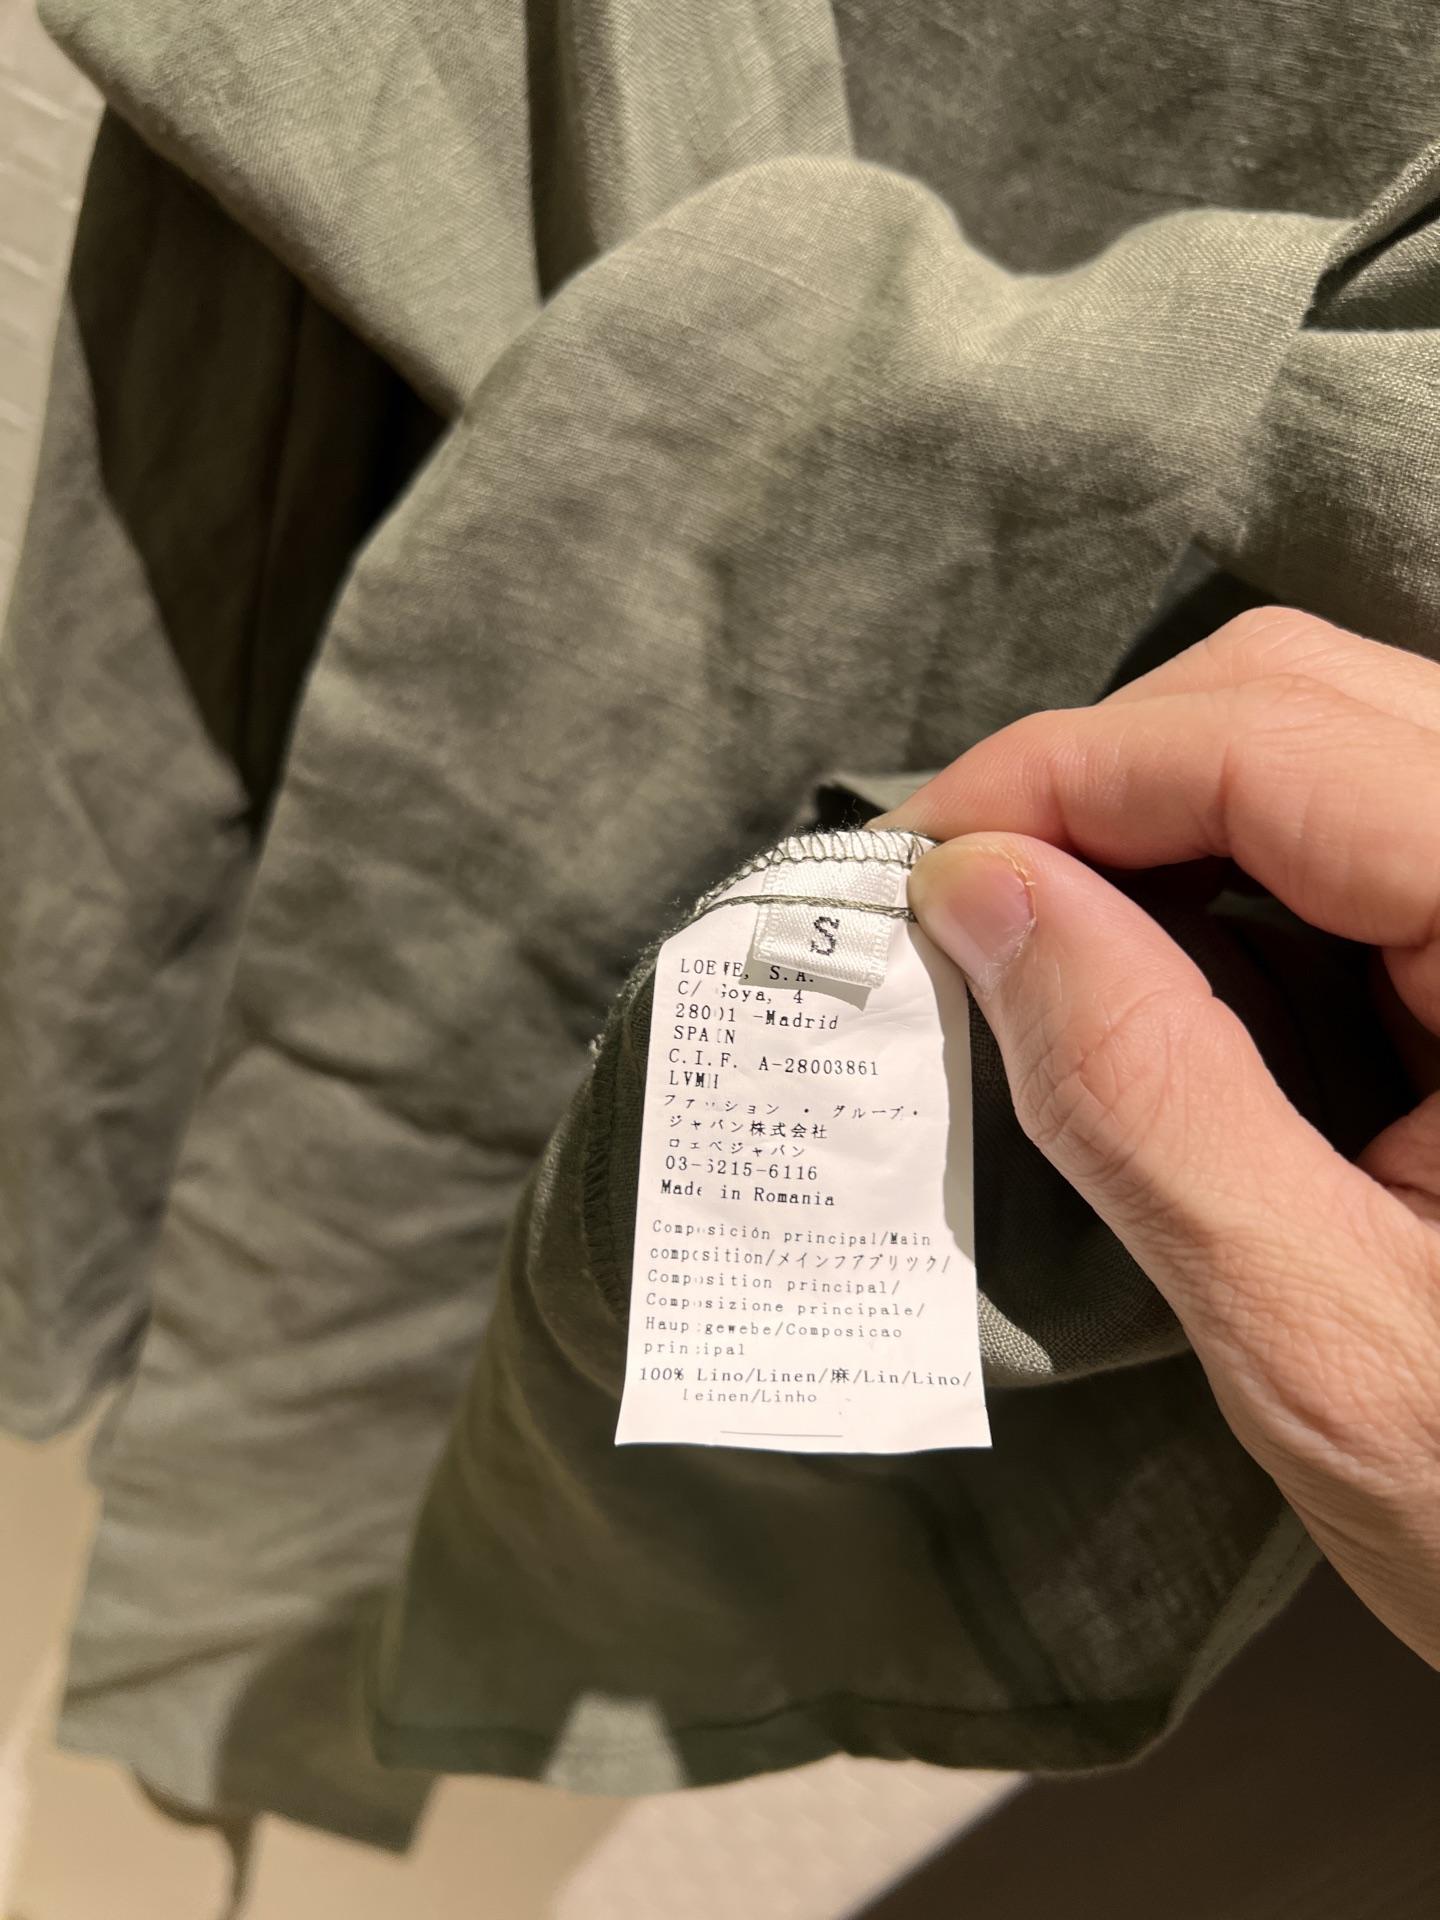 S
LOEWE, S.A.
C/ Goya, 4
28001 -Madrid
SPAIN
C.I.F. A-28003861
LVMH
ファッション ・ グループ・
ジャパン株式会社
ロエベジャパン
03-6215-6116
Made in Romania
Composición principal/Main
composition/メインファブリック/
Composition principal/
Composizione principale/
Hauptgewebe/Composicao
principal
100% Lino/Linen/麻/Lin/Lino/
Leinen/Linho